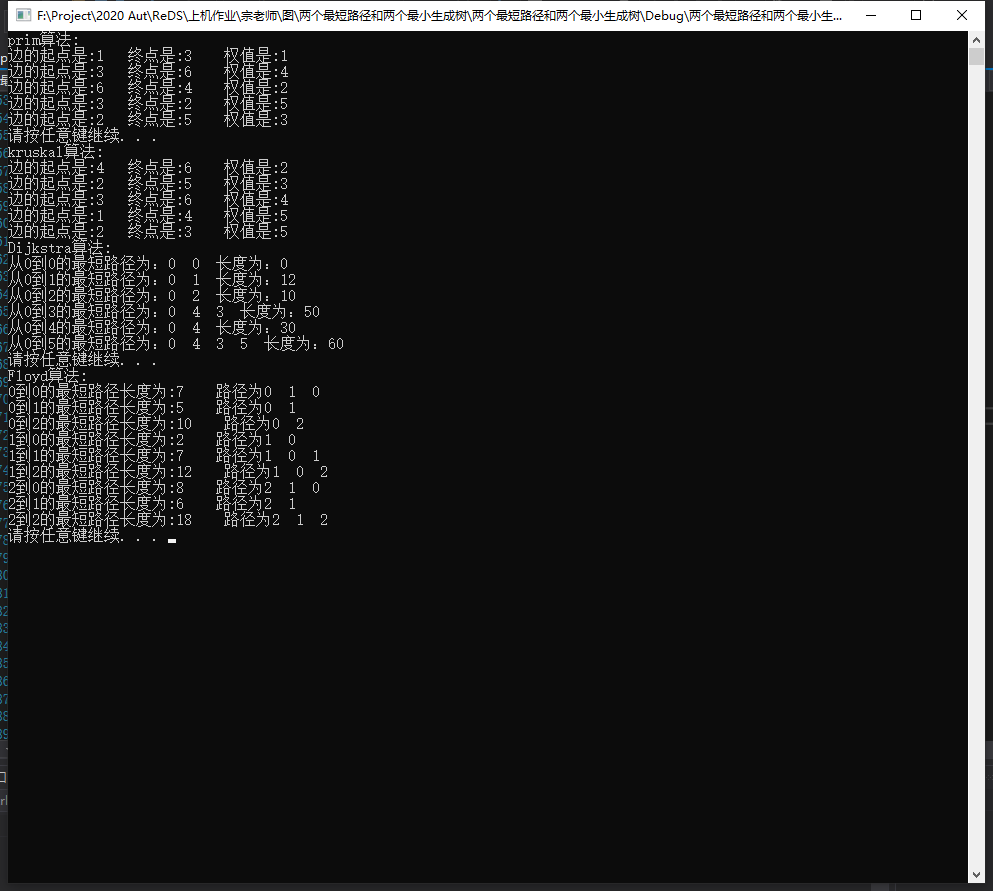 F:\Project\2020 Aut\ReDS\上机作业\宗老师\图\两个最短路径和两个最小生成树\两个最短路径和两个最小生成树\Debug\两个最短路径和两个最小生...
prim算法:
边的起点是:1 终点是:3 权值是:1
边的起点是:3 终点是:6 权值是:4
边的起点是:6 终点是:4 权值是:2
边的起点是:3 终点是:2 权值是:5
边的起点是:2 终点是:5 权值是:3
请按任意键继续. . .
kruskal算法:
边的起点是:4 终点是:6 权值是:2
边的起点是:2 终点是:5 权值是:3
边的起点是:3 终点是:6 权值是:4
边的起点是:1 终点是:4 权值是:5
边的起点是:2 终点是:3 权值是:5
Dijkstra算法:
从0到0的最短路径为: 0 0 长度为: 0
从0到1的最短路径为: 0 1 长度为: 12
从0到2的最短路径为: 0 2 长度为: 10
从0到3的最短路径为: 0 4 3 长度为: 50
从0到4的最短路径为: 0 4 长度为: 30
从0到5的最短路径为: 0 4 3 5 长度为: 60
请按任意键继续. . .
Floyd算法:
0到0的最短路径长度为:7 路径为0 1 0
0到1的最短路径长度为:5 路径为0 1
0到2的最短路径长度为:10 路径为0 2
1到0的最短路径长度为:2 路径为1 0
1到1的最短路径长度为:7 路径为1 0 1
1到2的最短路径长度为:12 路径为1 0 2
2到0的最短路径长度为:8 路径为2 1 0
2到1的最短路径长度为:6 路径为2 1
2到2的最短路径长度为:18 路径为2 1 2
请按任意键继续. . .